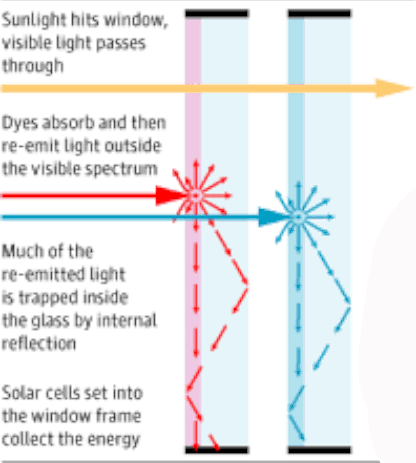 Sunlight hits window,
visible light passes
through
Dyes absorb and then
re-emit light outside
the visible spectrum
Much of the
re-emitted light
is trapped inside
the glass by internal
reflection
Solar cells set into
the window frame
collect the energy